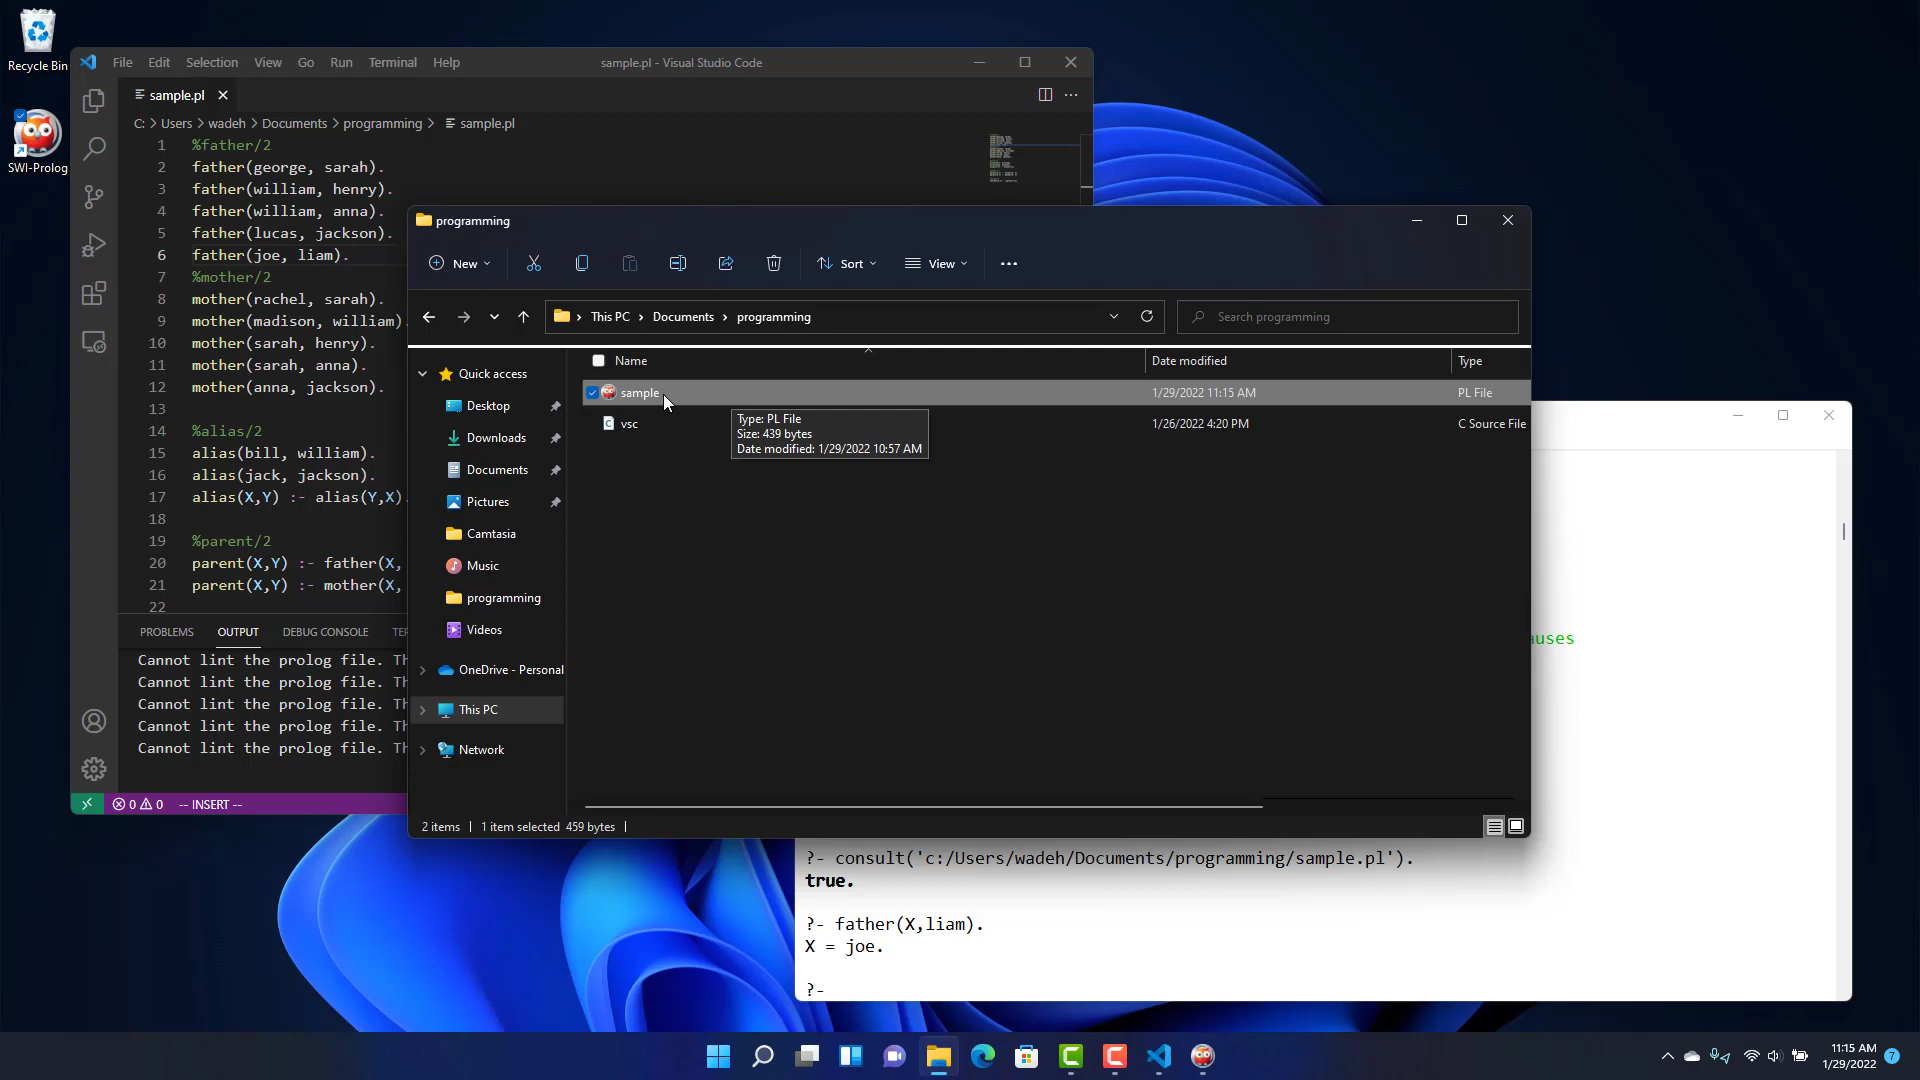 Recycle Bin
SWI-Prolog
File Edit Selection View Go Run Terminal Help
sample.pl - Visual Studio Code
sample.pl
C: > Users > wadeh > Documents > programming > sample.pl
1 %father/2
2 father(george, sarah).
3 father(william, henry).
4 father(william, anna).
5 father(lucas, jackson).
6 father(joe, liam).
7 %mother/2
8 mother(rachel, sarah).
9 mother(madison, william)
10 mother(sarah, henry).
11 mother(sarah, anna).
12 mother(anna, jackson).
13
14 %alias/2
15 alias(bill, william).
16 alias(jack, jackson).
17 alias(X,Y) :- alias(Y,X)
18
19 %parent/2
20 parent(X,Y) :- father(X,
21 parent(X,Y) :- mother(X,
22
PROBLEMS OUTPUT DEBUG CONSOLE TE
Cannot lint the prolog file. Th
Cannot lint the prolog file. Th
Cannot lint the prolog file. Th
Cannot lint the prolog file. Th
Cannot lint the prolog file. Th
0 0 -- INSERT --
programming
New Sort View
This PC > Documents > programming
Search programming
Name Date modified Type
sample 1/29/2022 11:15 AM PL File
vsc 1/26/2022 4:20 PM C Source File
Type: PL File
Size: 439 bytes
Date modified: 1/29/2022 10:57 AM
Quick access
Desktop
Downloads
Documents
Pictures
Camtasia
Music
programming
Videos
OneDrive - Personal
This PC
Network
2 items 1 item selected 459 bytes
auses
?- consult('c:/Users/wadeh/Documents/programming/sample.pl').
true.
?- father(X,liam).
X = joe.
?-
11:15 AM
1/29/2022
7